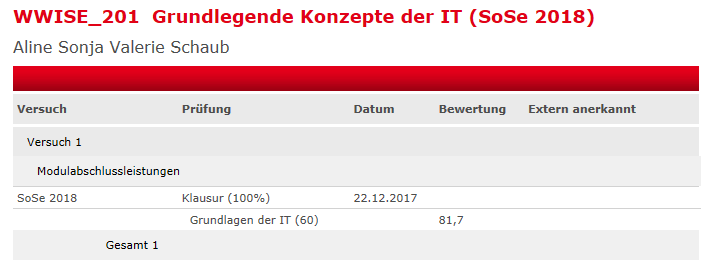 WWISE_201 Grundlegende Konzepte der IT (SoSe 2018)
Aline Sonja Valerie Schaub
Versuch Prüfung Datum Bewertung Extern anerkannt
Versuch 1
Modulabschlussleistungen
SoSe 2018 Klausur (100%) 22.12.2017
Grundlagen der IT (60) 81,7
Gesamt 1